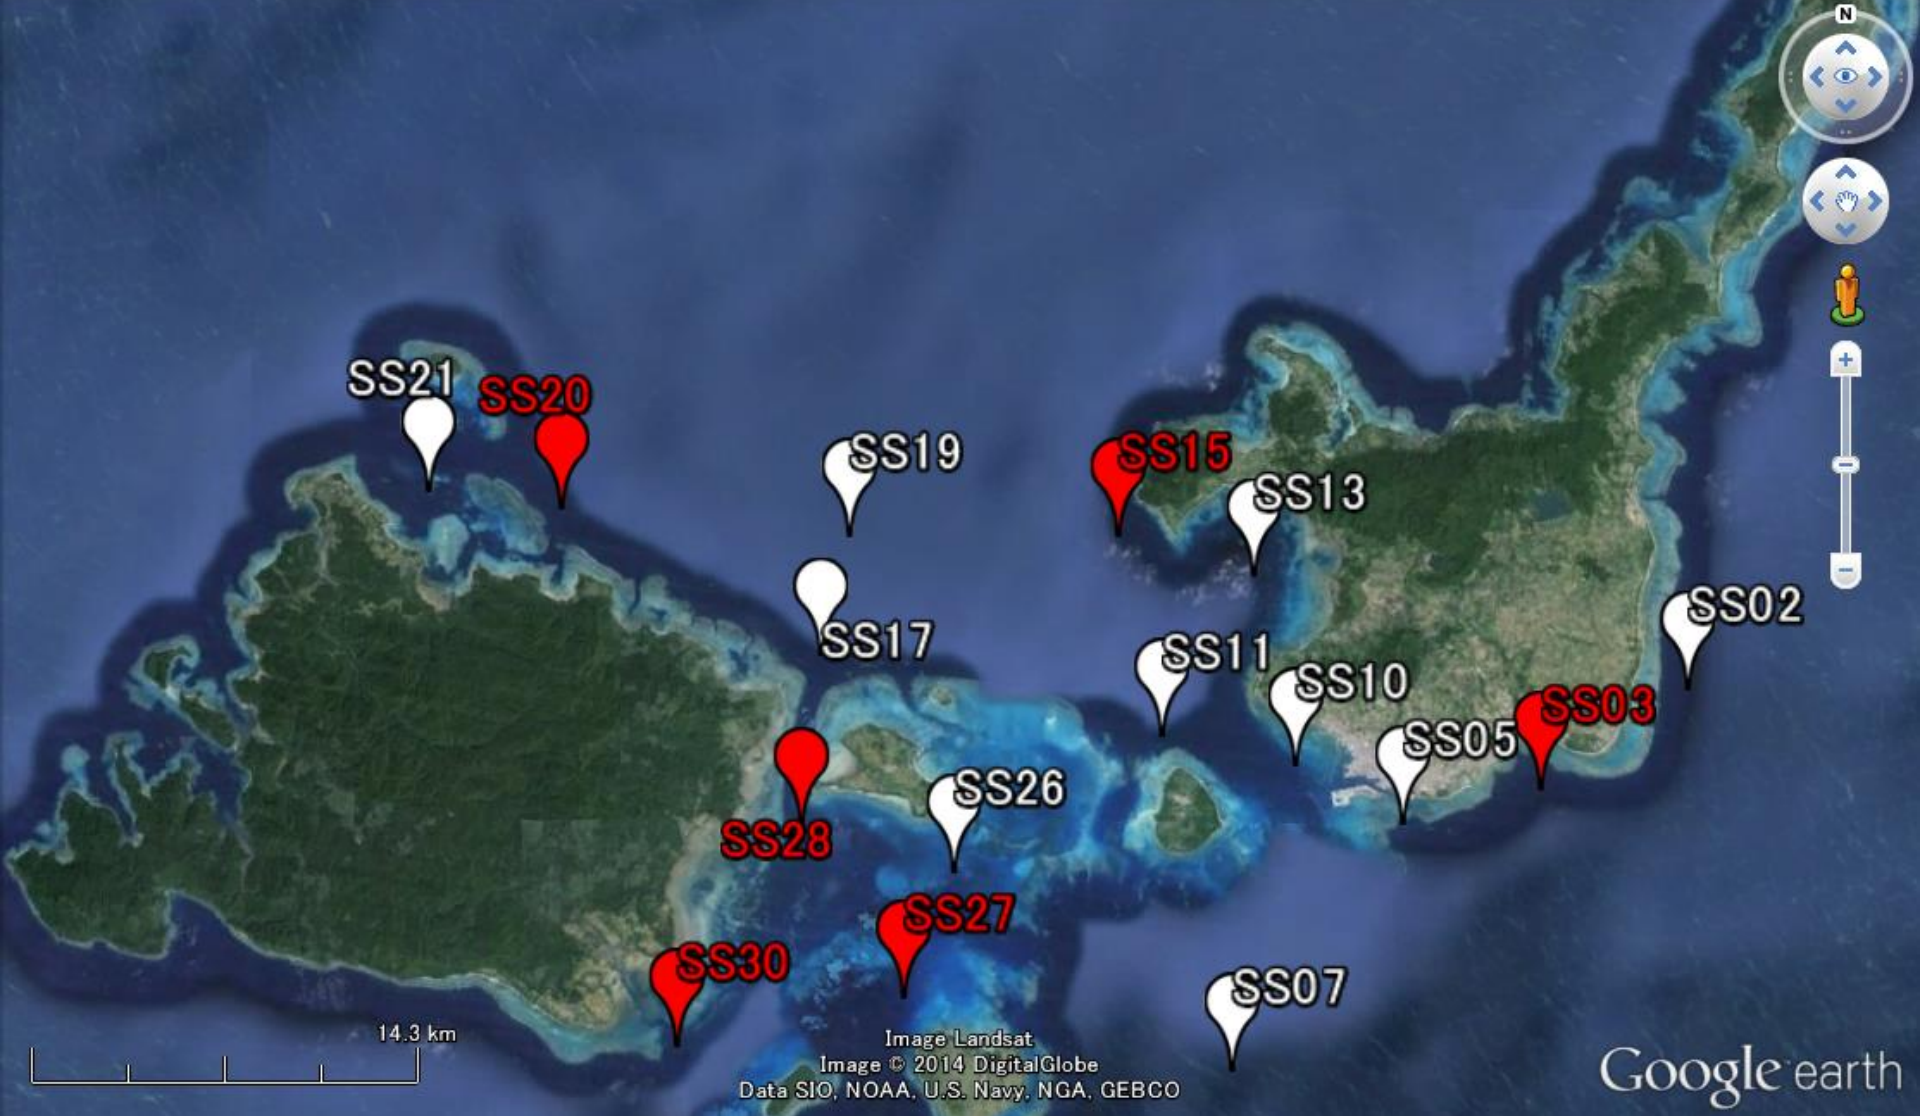 N
SS21
SS20
SS19
SS15
SS13
SS02
SS17
SS11
SS10
SS03
SS05
SS26
SS28
SS27
SS30
SS07
14.3 km
Image Landsat
Image © 2014 DigitalGlobe
Data SIO, NOAA, U.S. Navy, NGA, GEBCO
Google earth